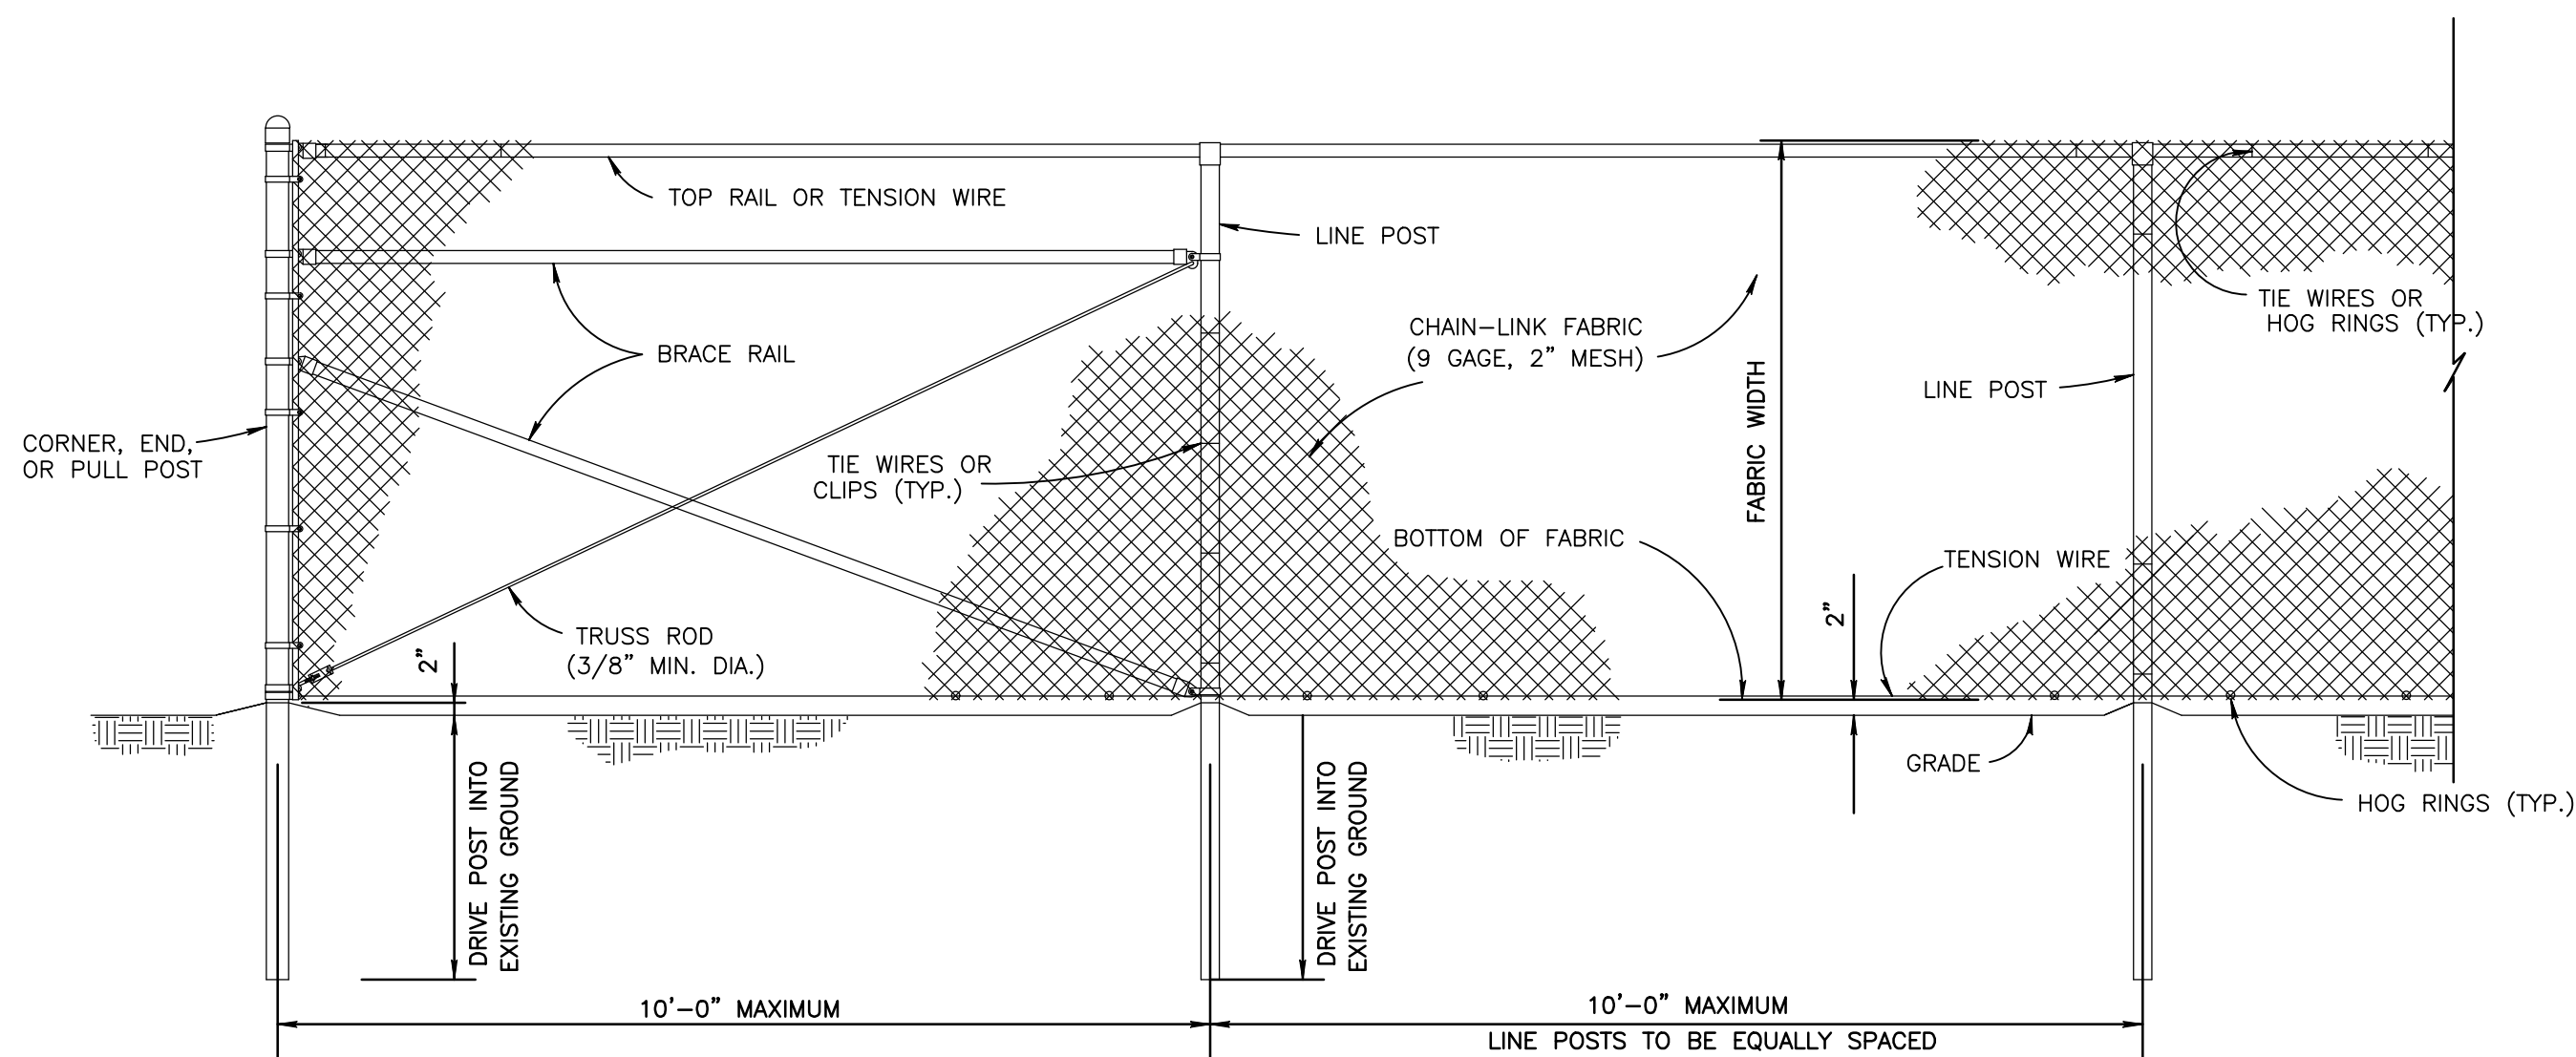 TOP RAIL OR TENSION WIRE
LINE POST
TIE WIRES OR
HOG RINGS (TYP.)
CHAIN-LINK FABRIC
(9 GAGE, 2" MESH)
BRACE RAIL
FABRIC WIDTH
LINE POST
CORNER, END,
OR PULL POST
TIE WIRES OR
CLIPS (TYP.)
BOTTOM OF FABRIC
TENSION WIRE
2"
TRUSS ROD
(3/8" MIN. DIA.)
2"
GRADE
HOG RINGS (TYP.)
DRIVE POST INTO
EXISTING GROUND
DRIVE POST INTO
EXISTING GROUND
10'-0" MAXIMUM
10'-0" MAXIMUM
LINE POSTS TO BE EQUALLY SPACED